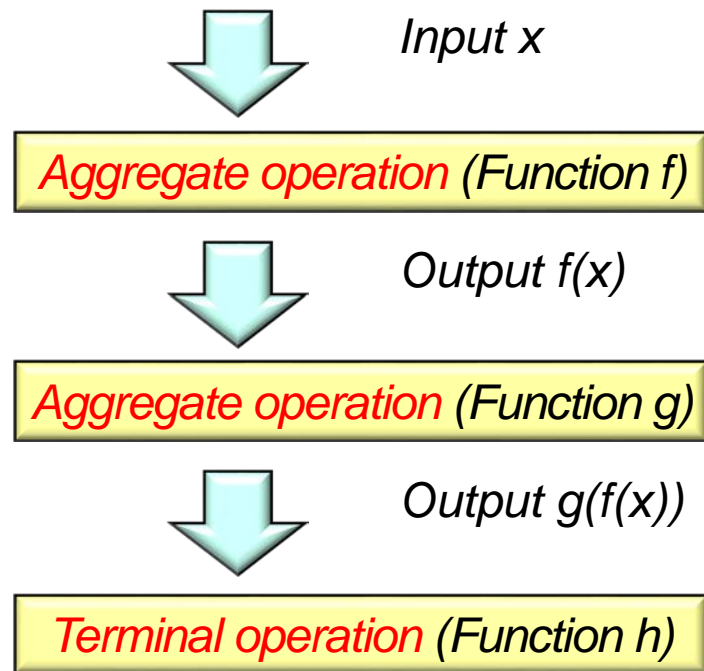 Input x
Aggregate operation (Function f)
Output f(x)
Aggregate operation (Function g)
Output g(f(x))
Terminal operation (Function h)